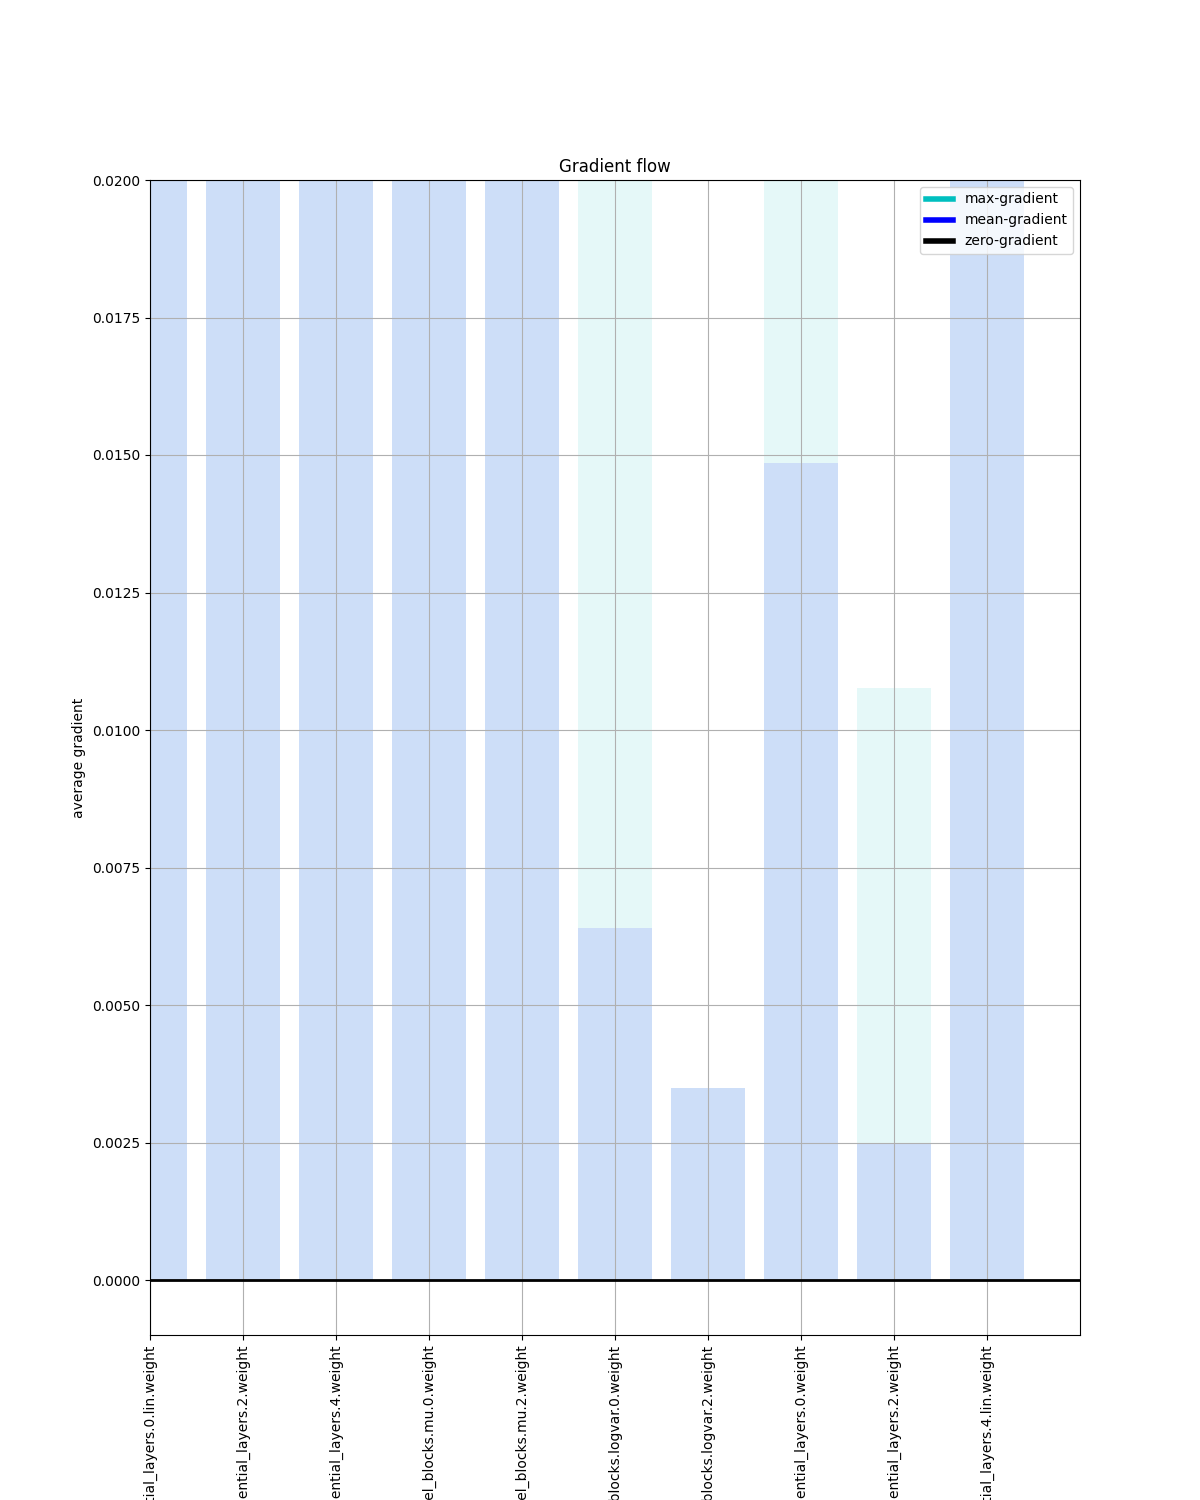 Gradient flow
max-gradient
mean-gradient
zero-gradient
0.0200
0.0175
0.0150
0.0125
0.0100
0.0075
0.0050
0.0025
0.0000
average gradient
tial_layers.0.lin.weight
ential_layers.2.weight
ential_layers.4.weight
el_blocks.mu.0.weight
el_blocks.mu.2.weight
blocks.logvar.0.weight
blocks.logvar.2.weight
ential_layers.0.weight
ential_layers.2.weight
tial_layers.4.lin.weight